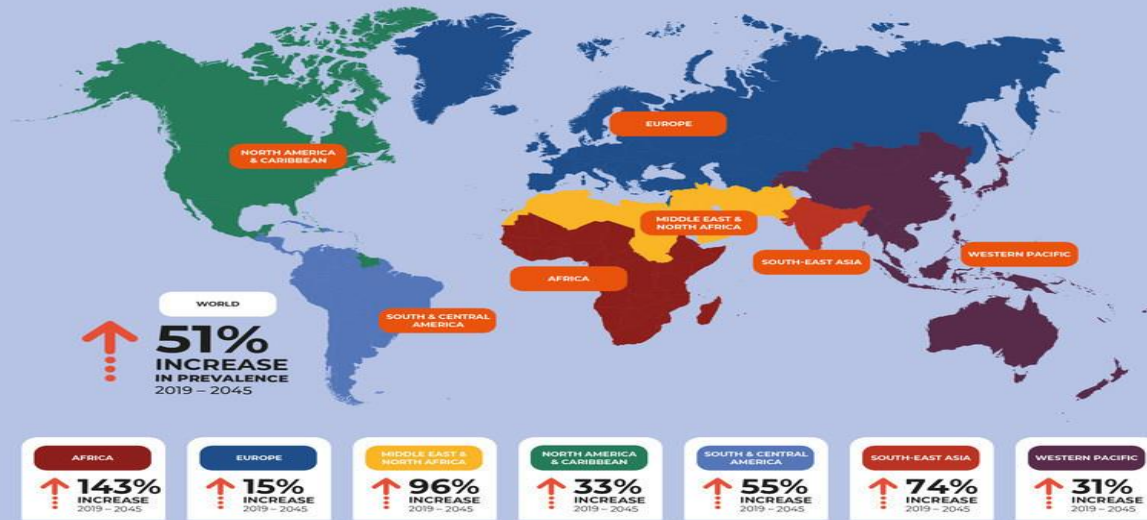 EUROPE
NORTH AMERICA
& CARIBBEAN
MIDDLE EAST &
NORTH AFRICA
SOUTH-EAST ASIA
WESTERN PACIFIC
AFRICA
SOUTH & CENTRAL
AMERICA
WORLD
51%
INCREASE
IN PREVALENCE
2019 – 2045
AFRICA
143%
INCREASE
2019 – 2045
EUROPE
15%
INCREASE
2019 – 2045
MIDDLE EAST &
NORTH AFRICA
96%
INCREASE
2019 – 2045
NORTH AMERICA
& CARIBBEAN
33%
INCREASE
2019 – 2045
SOUTH & CENTRAL
AMERICA
55%
INCREASE
2019 – 2045
SOUTH-EAST ASIA
74%
INCREASE
2019 – 2045
WESTERN PACIFIC
31%
INCREASE
2019 – 2045